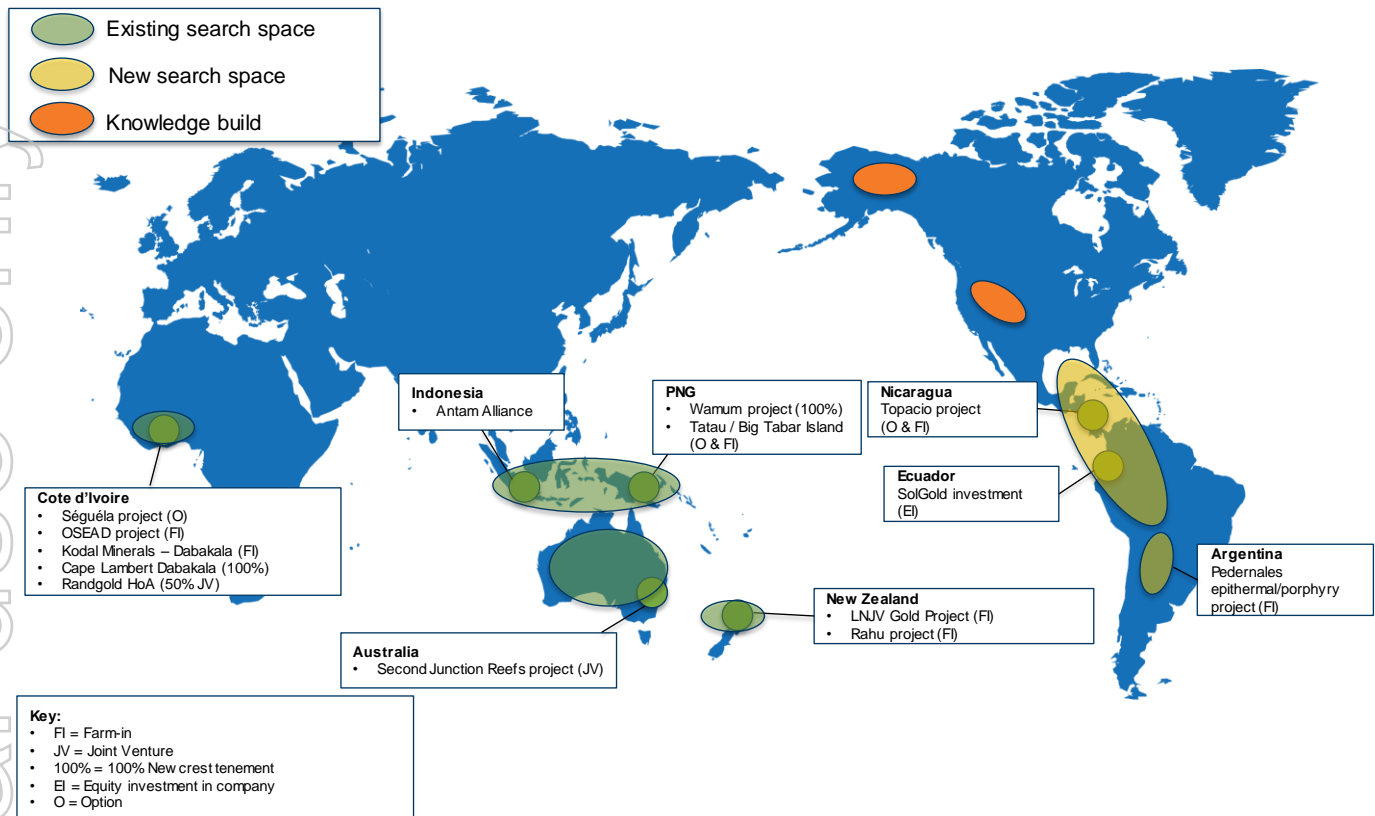 Existing search space
New search space
Knowledge build
Indonesia
• Antam Alliance
PNG
• Wamum project (100%)
• Tatau / Big Tabar Island
(O & FI)
Nicaragua
Topacio project
(O & FI)
Ecuador
SolGold investment
(EI)
Cote d'Ivoire
• Séguéla project (O)
• OSEAD project (FI)
• Kodal Minerals – Dabakala (FI)
• Cape Lambert Dabakala (100%)
• Randgold HoA (50% JV)
Argentina
Pedernales
epithermal/porphyry
project (FI)
New Zealand
• LNJV Gold Project (FI)
• Rahu project (FI)
Australia
• Second Junction Reefs project (JV)
Key:
• FI = Farm-in
• JV = Joint Venture
• 100% = 100% New crest tenement
• EI = Equity investment in company
• O = Option